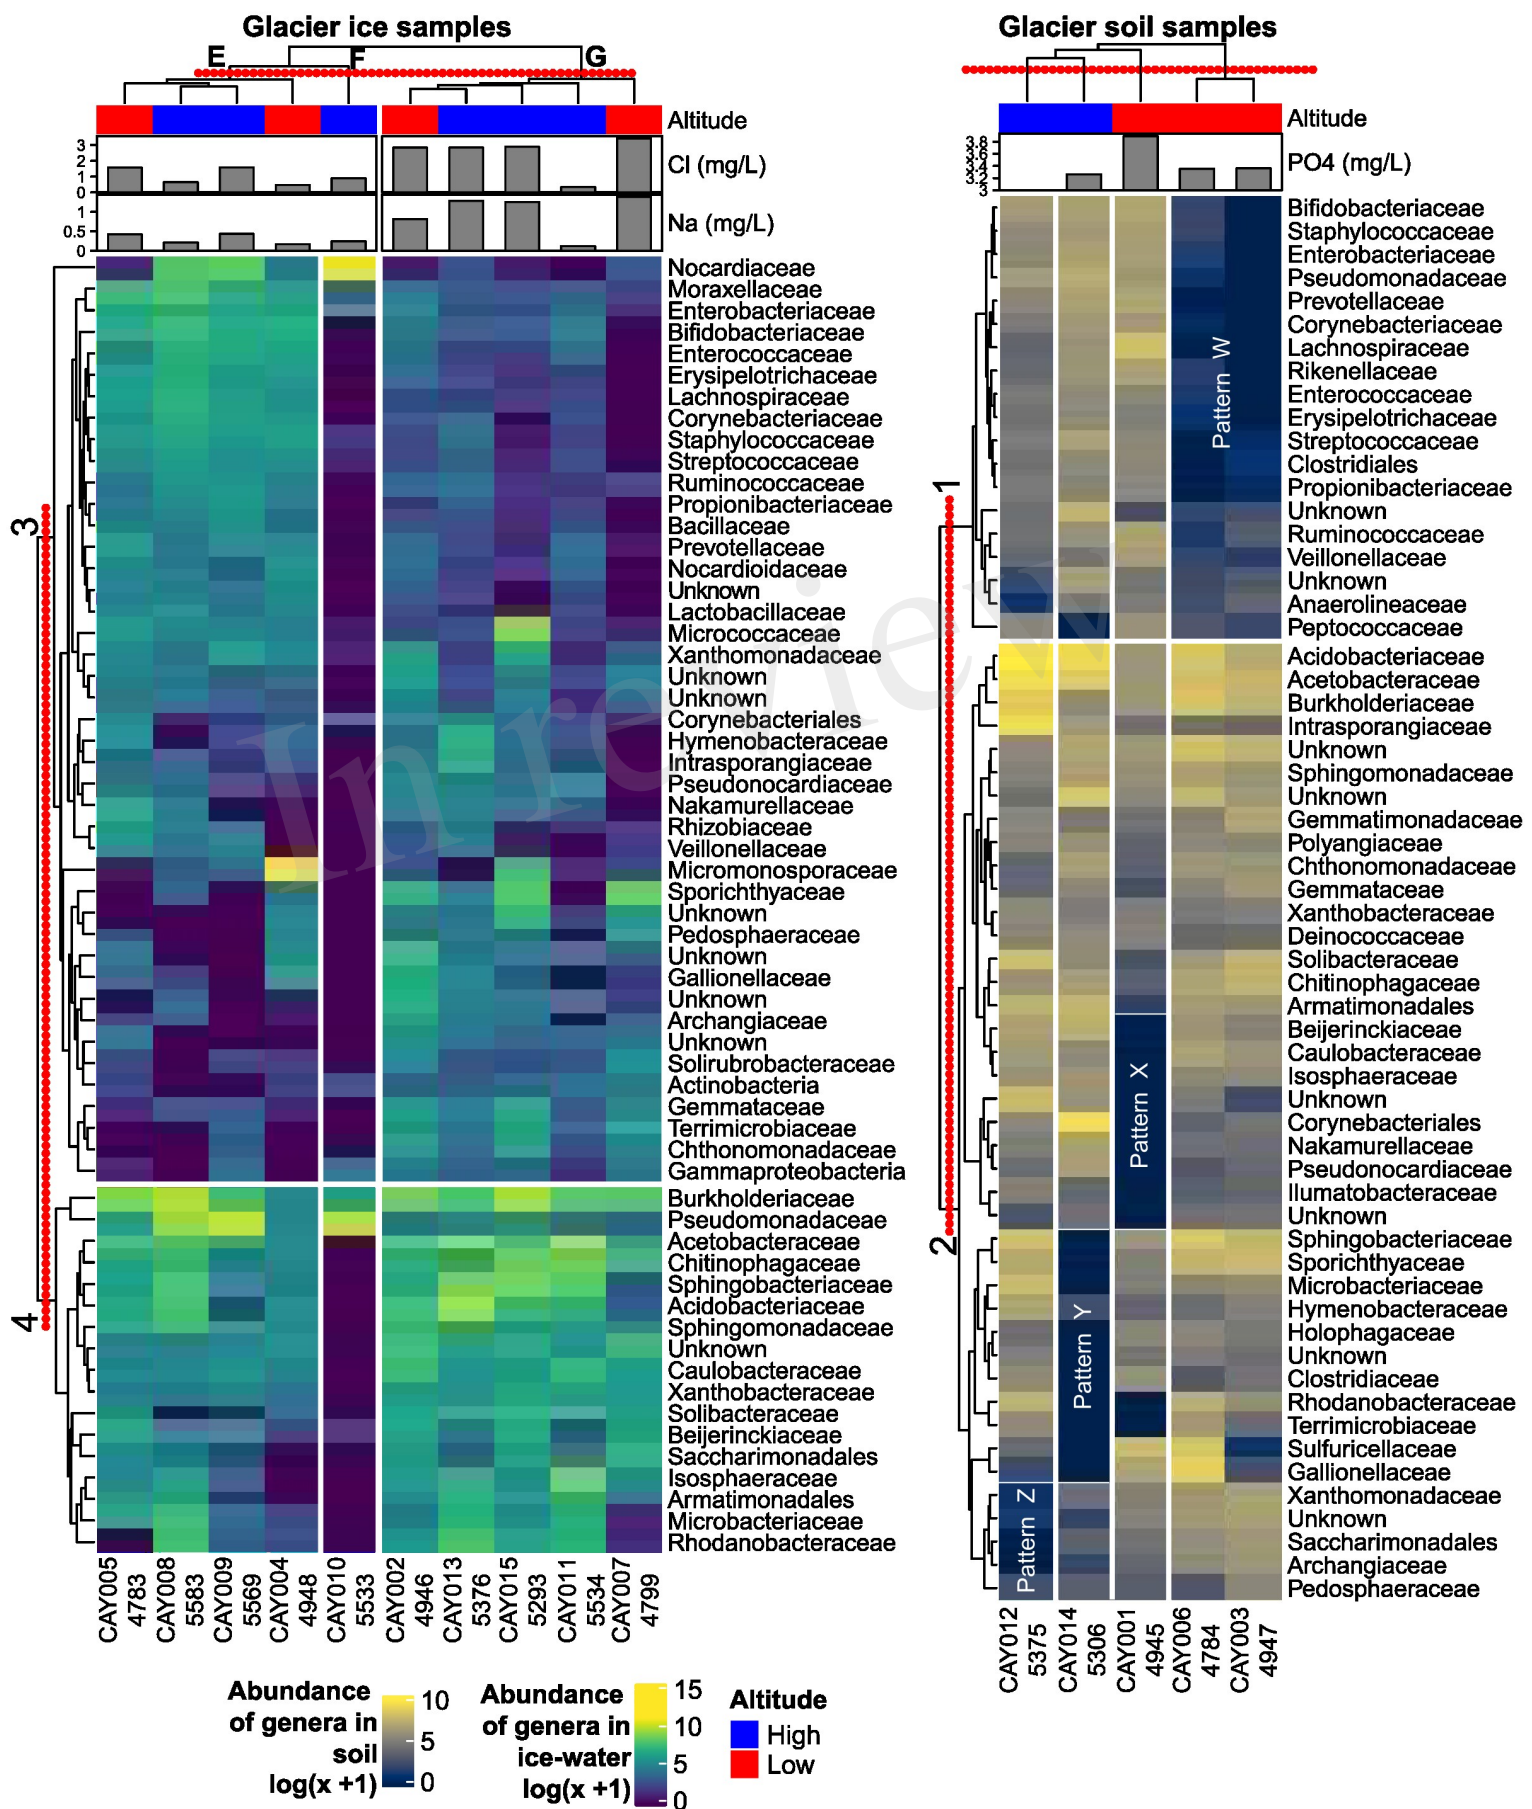 Glacier ice samples
E
F
G
Altitude
3
2
1
0
Cl (mg/L)
1
0.5
0
Na (mg/L)
Nocardiaceae
Moraxellaceae
Enterobacteriaceae
Bifidobacteriaceae
Enterococcaceae
Erysipelotrichaceae
Lachnospiraceae
Corynebacteriaceae
Staphylococcaceae
Streptococcaceae
Ruminococcaceae
Propionibacteriaceae
Bacillaceae
Prevotellaceae
Nocardioidaceae
Unknown
Lactobacillaceae
Micrococcaceae
Xanthomonadaceae
Unknown
Unknown
Corynebacteriales
Hymenobacteraceae
Intrasporangiaceae
Pseudonocardiaceae
Nakamurellaceae
Rhizobiaceae
Veillonellaceae
Micromonosporaceae
Sporichthyaceae
Unknown
Pedosphaeraceae
Unknown
Gallionellaceae
Unknown
Archangiaceae
Unknown
Solirubrobacteraceae
Actinobacteria
Gemmataceae
Terrimicrobiaceae
Chthonomonadaceae
Gammaproteobacteria
3
4
Burkholderiaceae
Pseudomonadaceae
Acetobacteraceae
Chitinophagaceae
Sphingobacteriaceae
Acidobacteriaceae
Sphingomonadaceae
Unknown
Caulobacteraceae
Xanthobacteraceae
Solibacteraceae
Beijerinckiaceae
Saccharimonadales
Isosphaeraceae
Armatimonadales
Microbacteriaceae
Rhodanobacteraceae
CAY005
4783
CAY008
5583
CAY009
5569
CAY004
4948
CAY010
5533
CAY002
4946
CAY013
5376
CAY015
5293
CAY011
5534
CAY007
4799
Glacier soil samples
Altitude
3.8
3.6
3.4
3.2
3
PO4 (mg/L)
Bifidobacteriaceae
Staphylococcaceae
Enterobacteriaceae
Pseudomonadaceae
Prevotellaceae
Corynebacteriaceae
Lachnospiraceae
Rikenellaceae
Enterococcaceae
Erysipelotrichaceae
Streptococcaceae
Clostridiales
Propionibacteriaceae
Unknown
Ruminococcaceae
Veillonellaceae
Unknown
Anaerolineaceae
Peptococcaceae
Pattern W
1
2
Acidobacteriaceae
Acetobacteraceae
Burkholderiaceae
Intrasporangiaceae
Unknown
Sphingomonadaceae
Unknown
Gemmatimonadaceae
Polyangiaceae
Chthonomonadaceae
Gemmataceae
Xanthobacteraceae
Deinococcaceae
Solibacteraceae
Chitinophagaceae
Armatimonadales
Beijerinckiaceae
Caulobacteraceae
Isosphaeraceae
Unknown
Corynebacteriales
Nakamurellaceae
Pseudonocardiaceae
Ilumatobacteraceae
Unknown
Pattern X
Sphingobacteriaceae
Sporichthyaceae
Microbacteriaceae
Hymenobacteraceae
Holophagaceae
Unknown
Clostridiaceae
Rhodanobacteraceae
Terrimicrobiaceae
Sulfuricellaceae
Gallionellaceae
Pattern Y
Xanthomonadaceae
Unknown
Saccharimonadales
Archangiaceae
Pedosphaeraceae
Pattern Z
CAY012
5375
CAY014
5306
CAY001
4945
CAY006
4784
CAY003
4947
In review
Abundance
of genera in
soil
log(x +1)
10
5
0
Abundance
of genera in
ice-water
log(x +1)
15
10
5
0
Altitude
High
Low